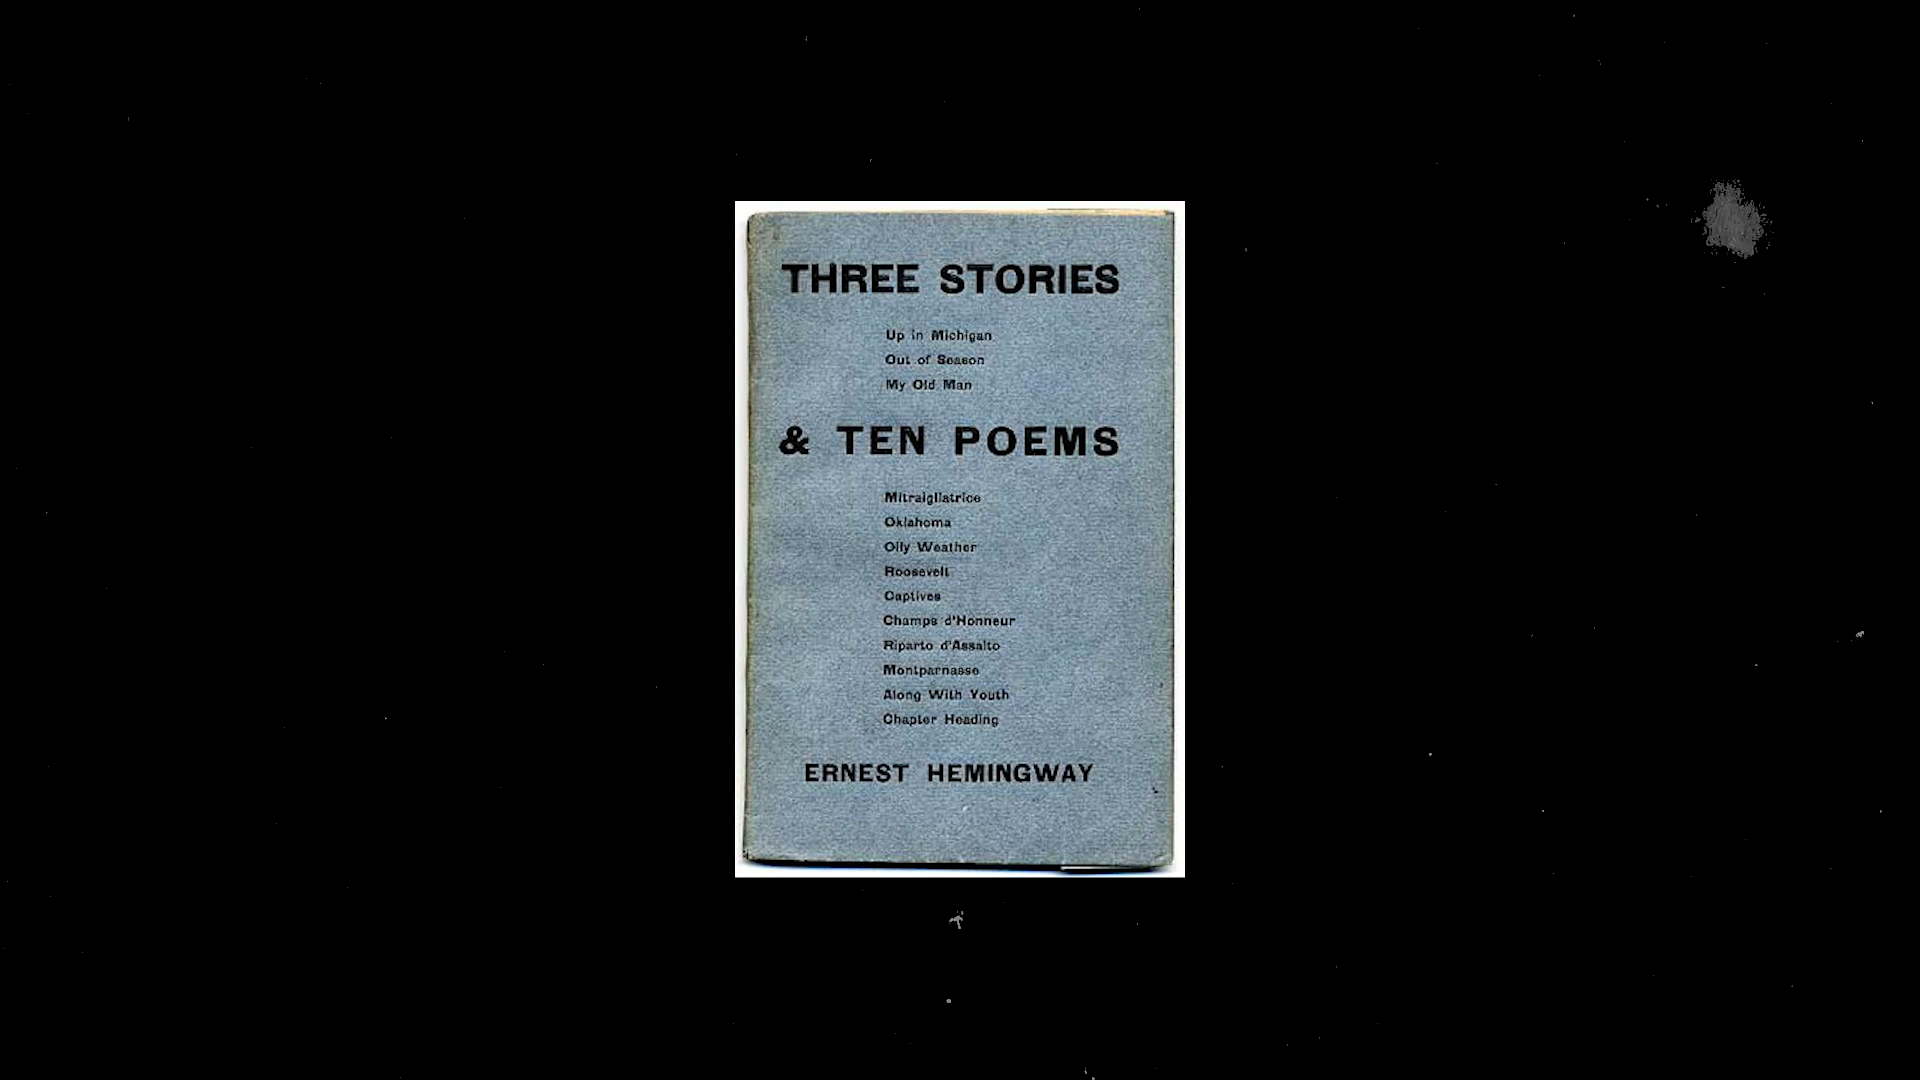 THREE STORIES
Up in Michigan
Out of Season
My Old Man
& TEN POEMS
Mitraigliatrice
Oklahoma
Oily Weather
Roosevelt
Captives
Champs d'Honneur
Riparto d'Assalto
Montparnasse
Along With Youth
Chapter Heading
ERNEST HEMINGWAY